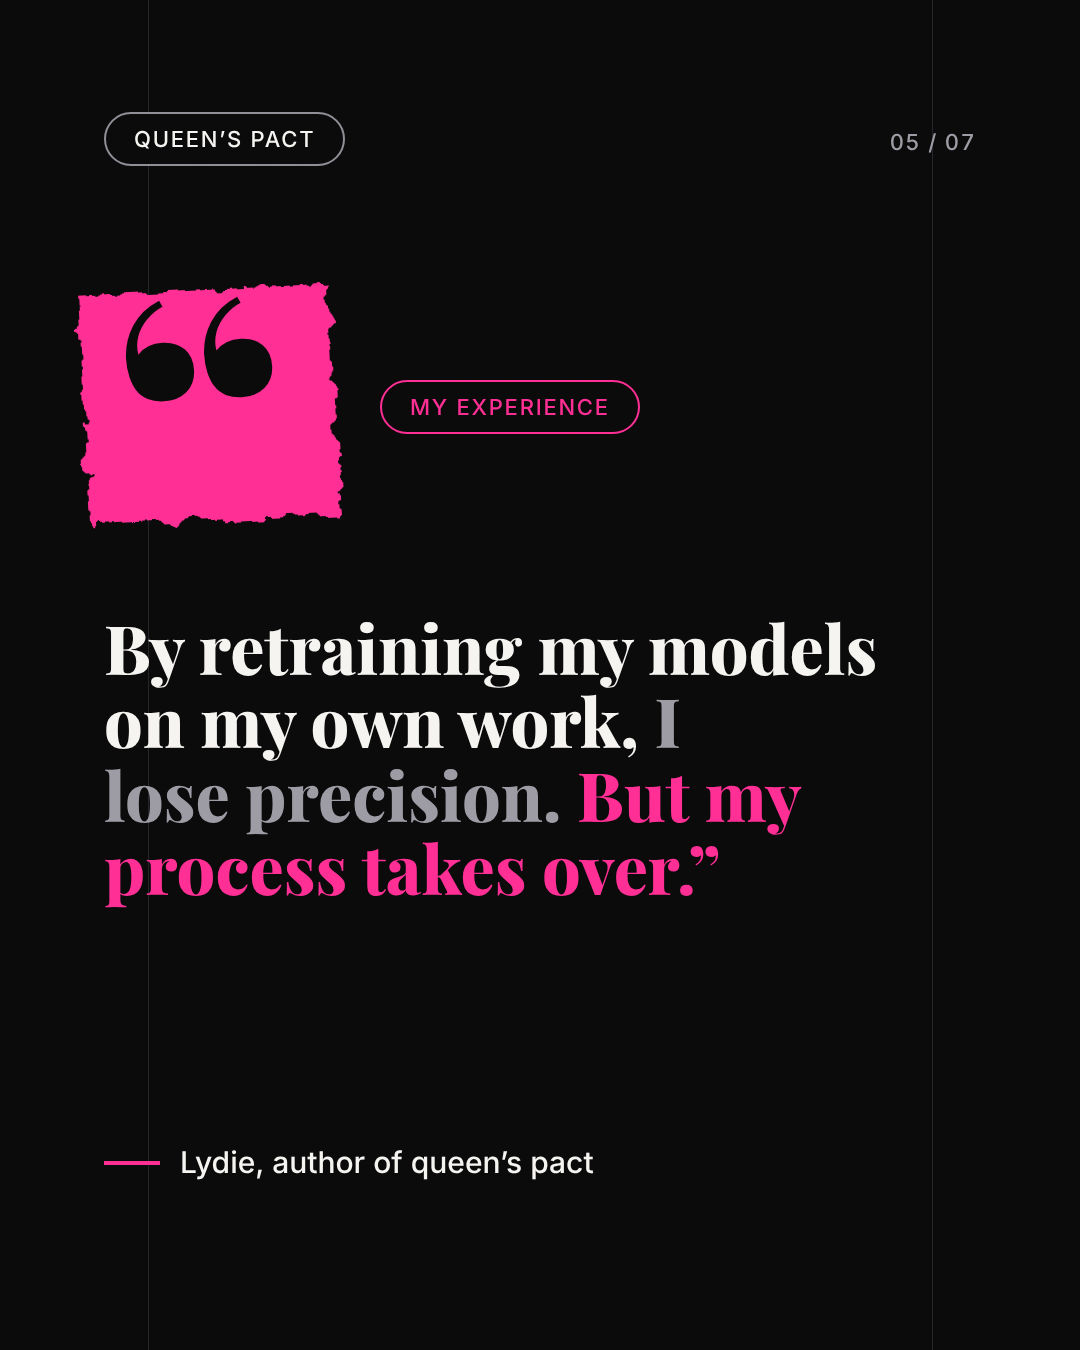 QUEEN’S PACT
05 / 07
“
MY EXPERIENCE
By retraining my models
on my own work, I
lose precision. But my
process takes over.”
Lydie, author of queen’s pact